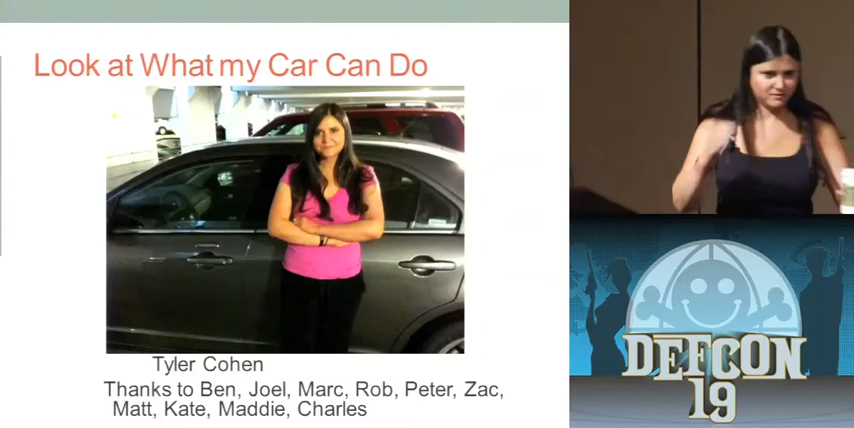 Look at What my Car Can Do
Tyler Cohen
Thanks to Ben, Joel, Marc, Rob, Peter, Zac,
Matt, Kate, Maddie, Charles
DEFCON
19